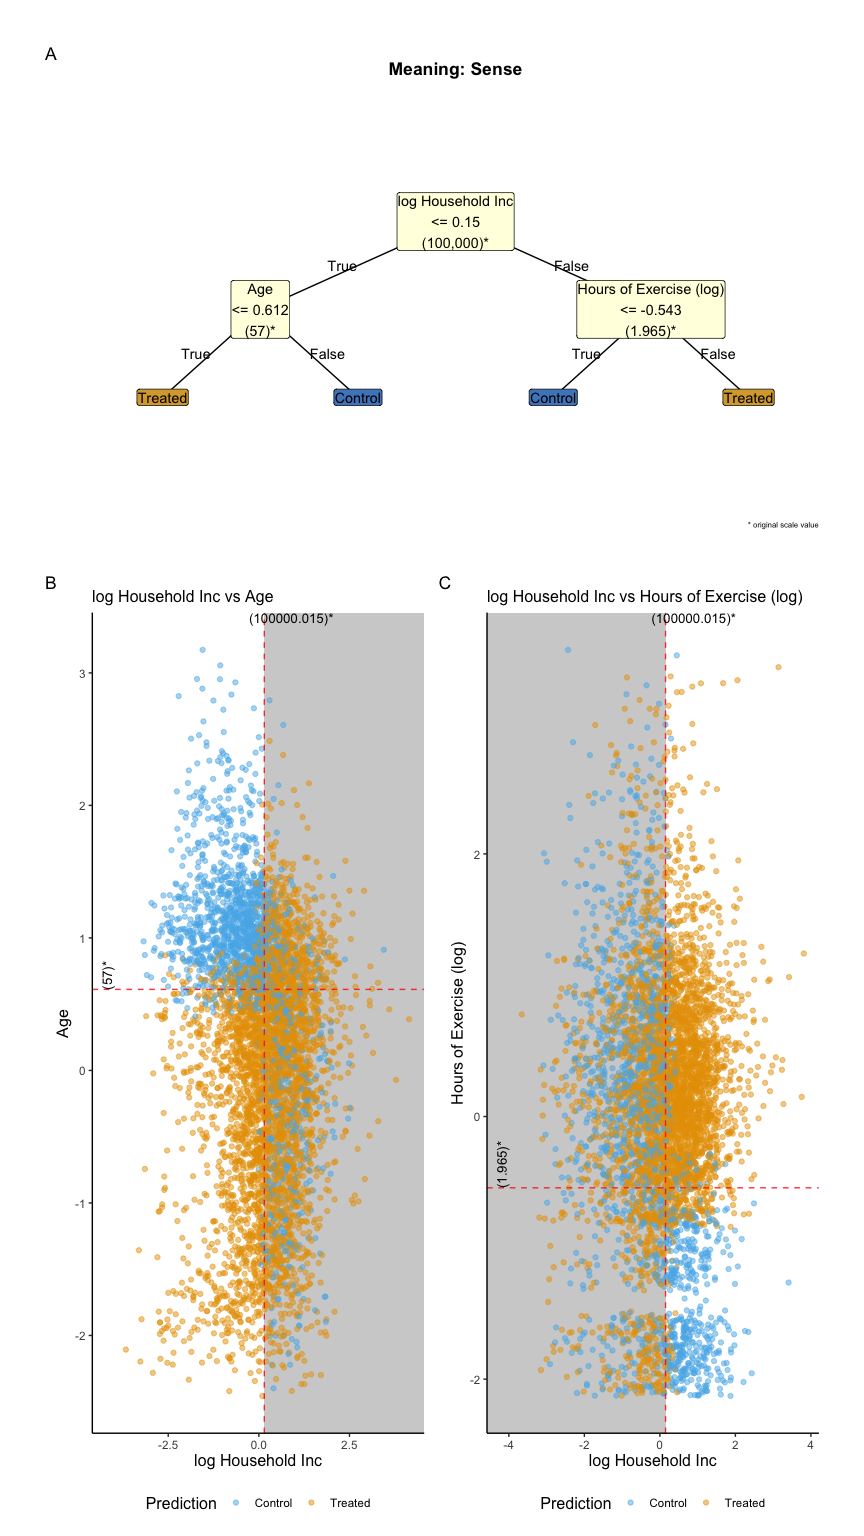 A
Meaning: Sense
log Household Inc
<= 0.15
(100,000)*
True
False
Age
<= 0.612
(57)*
Hours of Exercise (log)
<= -0.543
(1.965)*
True
False
True
False
Treated
Control
Control
Treated
* original scale value
B
log Household Inc vs Age
(100000.015)*
3
2
1
0
-1
-2
(57)*
Age
-2.5
0.0
2.5
log Household Inc
Prediction
Control
Treated
C
log Household Inc vs Hours of Exercise (log)
(100000.015)*
2
0
-2
(1.965)*
Hours of Exercise (log)
-4
-2
0
2
4
log Household Inc
Prediction
Control
Treated